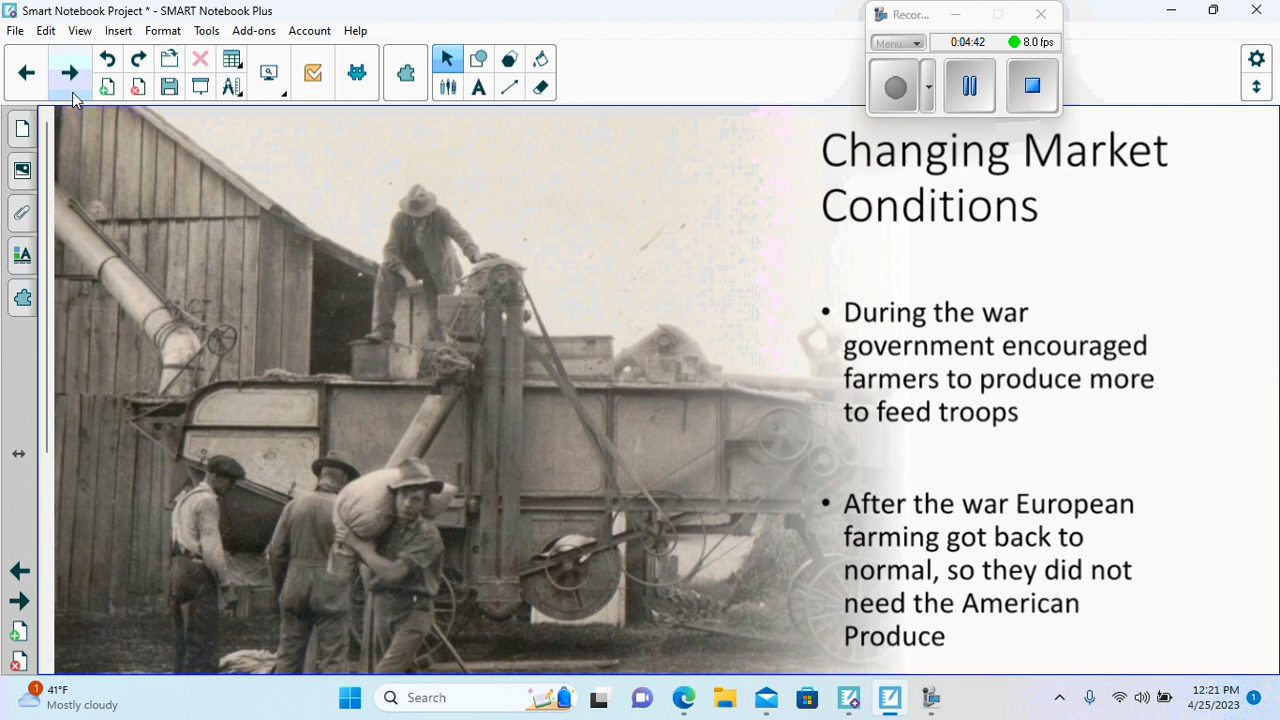 Smart Notebook Project * - SMART Notebook Plus
Recor...
File Edit View Insert Format Tools Add-ons Account Help
Menu
0:04:42
8.0 fps
Changing Market
Conditions
• During the war
government encouraged
farmers to produce more
to feed troops
• After the war European
farming got back to
normal, so they did not
need the American
Produce
1
41°F
Mostly cloudy
Search
12:21 PM
4/25/2023
1